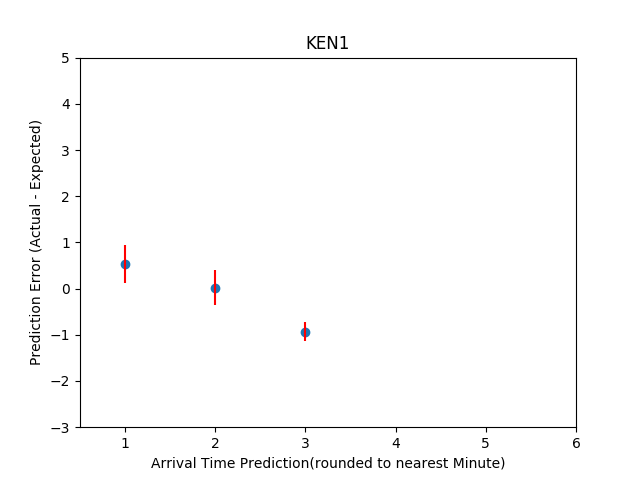 KEN1
5
4
3
2
1
0
−1
−2
−3
Prediction Error (Actual - Expected)
1 2 3 4 5 6
Arrival Time Prediction(rounded to nearest Minute)